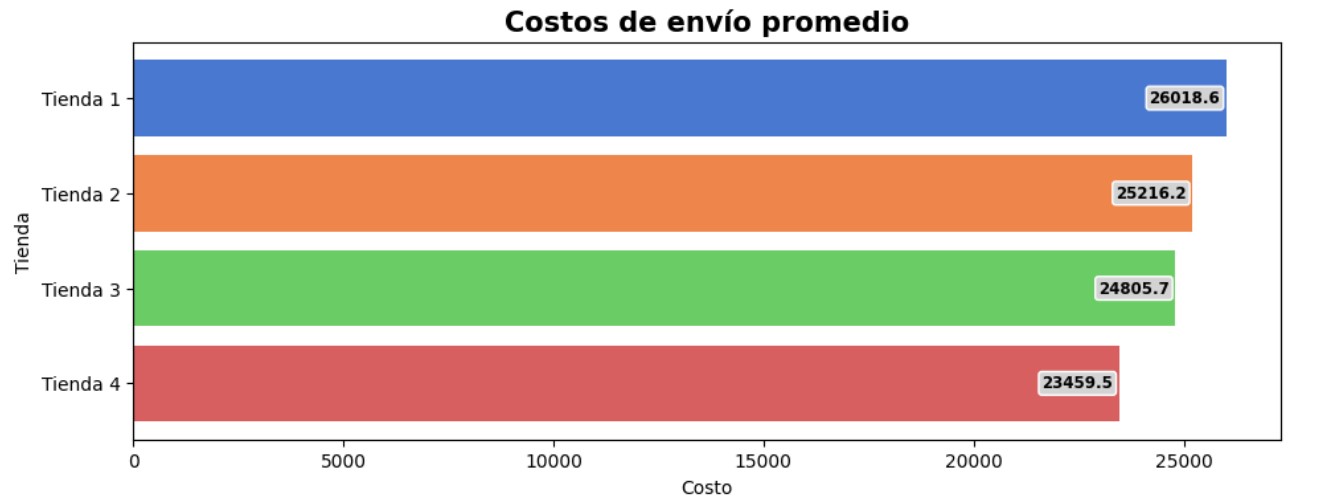 Costos de envío promedio
Tienda
Tienda 1
26018.6
Tienda 2
25216.2
Tienda 3
24805.7
Tienda 4
23459.5
0 5000 10000 15000 20000 25000
Costo